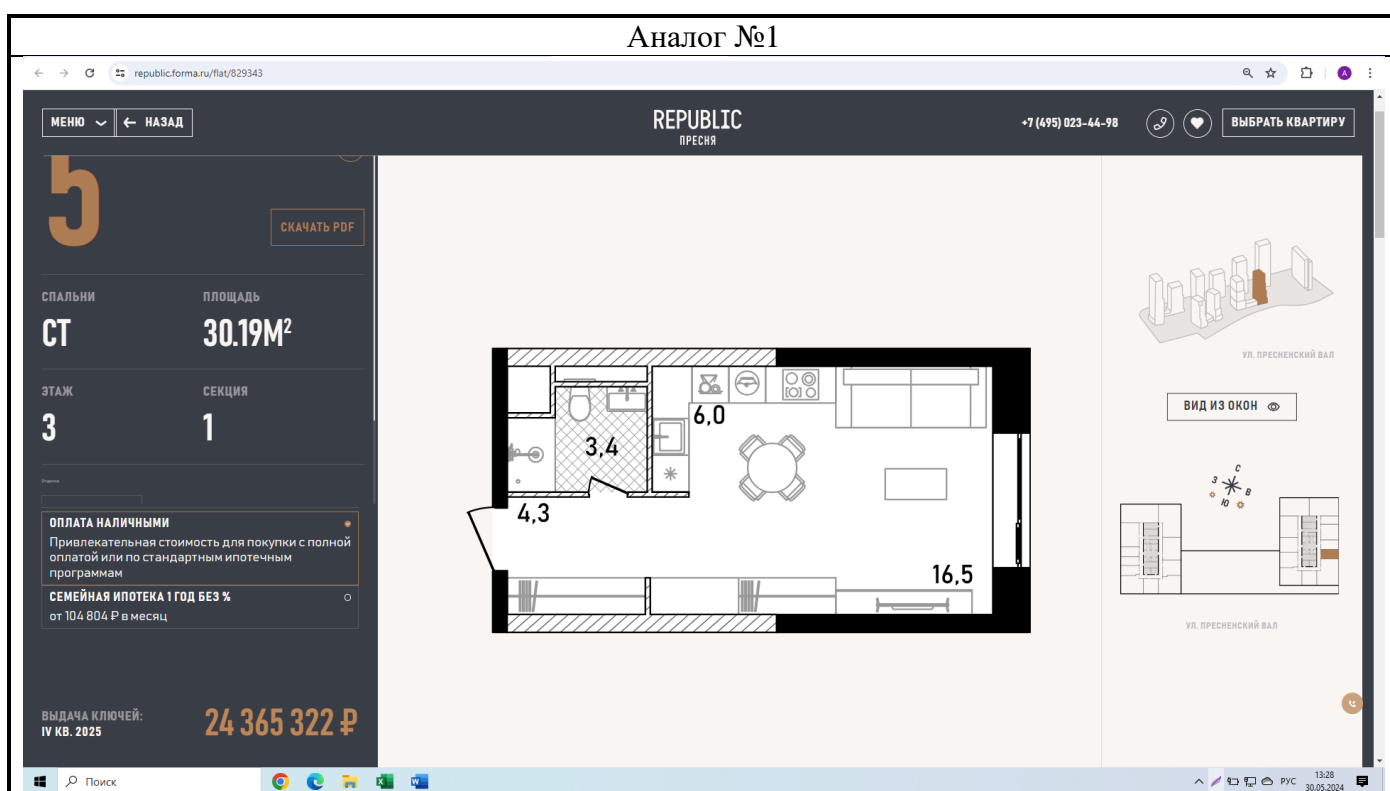 Аналог №1
republic.forma.ru/flat/829343
A
МЕНЮ
← НАЗАД
REPUBLIC
ПРЕСНЯ
+7 (495) 023-44-98
ВЫБРАТЬ КВАРТИРУ
5
СКАЧАТЬ PDF
СПАЛЬНИ
ПЛОЩАДЬ
СТ
30.19М²
ЭТАЖ
СЕКЦИЯ
3
1
ОПЛАТА НАЛИЧНЫМИ
Привлекательная стоимость для покупки с полной
оплатой или по стандартным ипотечным
программам
СЕМЕЙНАЯ ИПОТЕКА 1 ГОД БЕЗ %
от 104 804 ₽ в месяц
ВЫДАЧА КЛЮЧЕЙ:
IV КВ. 2025
24 365 322 ₽
6,0
3,4
4,3
16,5
УЛ. ПРЕСНЕНСКИЙ ВАЛ
ВИД ИЗ ОКОН
С
З
В
Ю
УЛ. ПРЕСНЕНСКИЙ ВАЛ
Поиск
РУС
13:28
30.05.2024